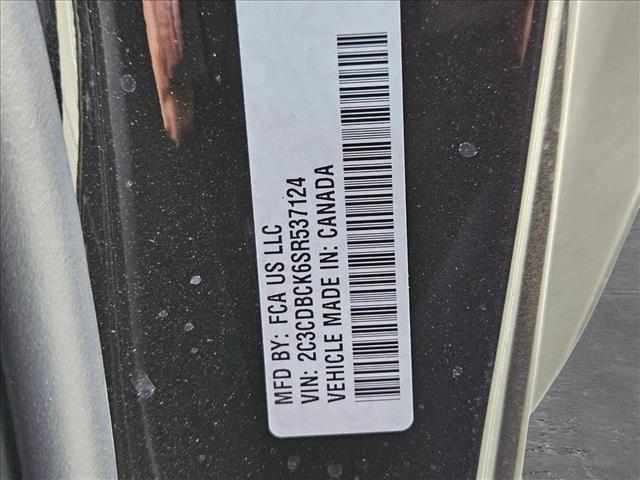 MFD BY: FCA US LLC
VIN: 2C3CDBCK6SR537124
VEHICLE MADE IN: CANADA